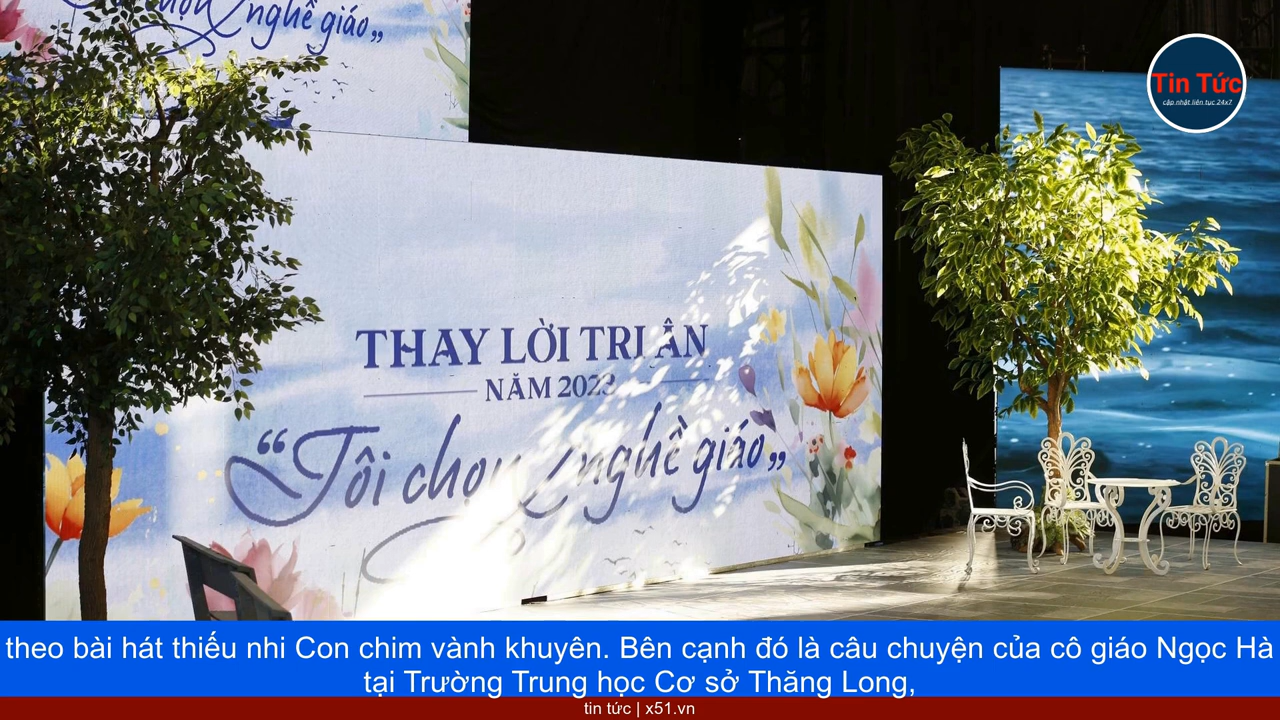 chọn nghề giáo„
Tin Tức
cập nhật liên tục 24x7
THAY LỜI TRI ÂN
NĂM 2023
“Tôi chọn nghề giáo„
theo bài hát thiếu nhi Con chim vành khuyên. Bên cạnh đó là câu chuyện của cô giáo Ngọc Hà
tại Trường Trung học Cơ sở Thăng Long,
tin tức | x51.vn